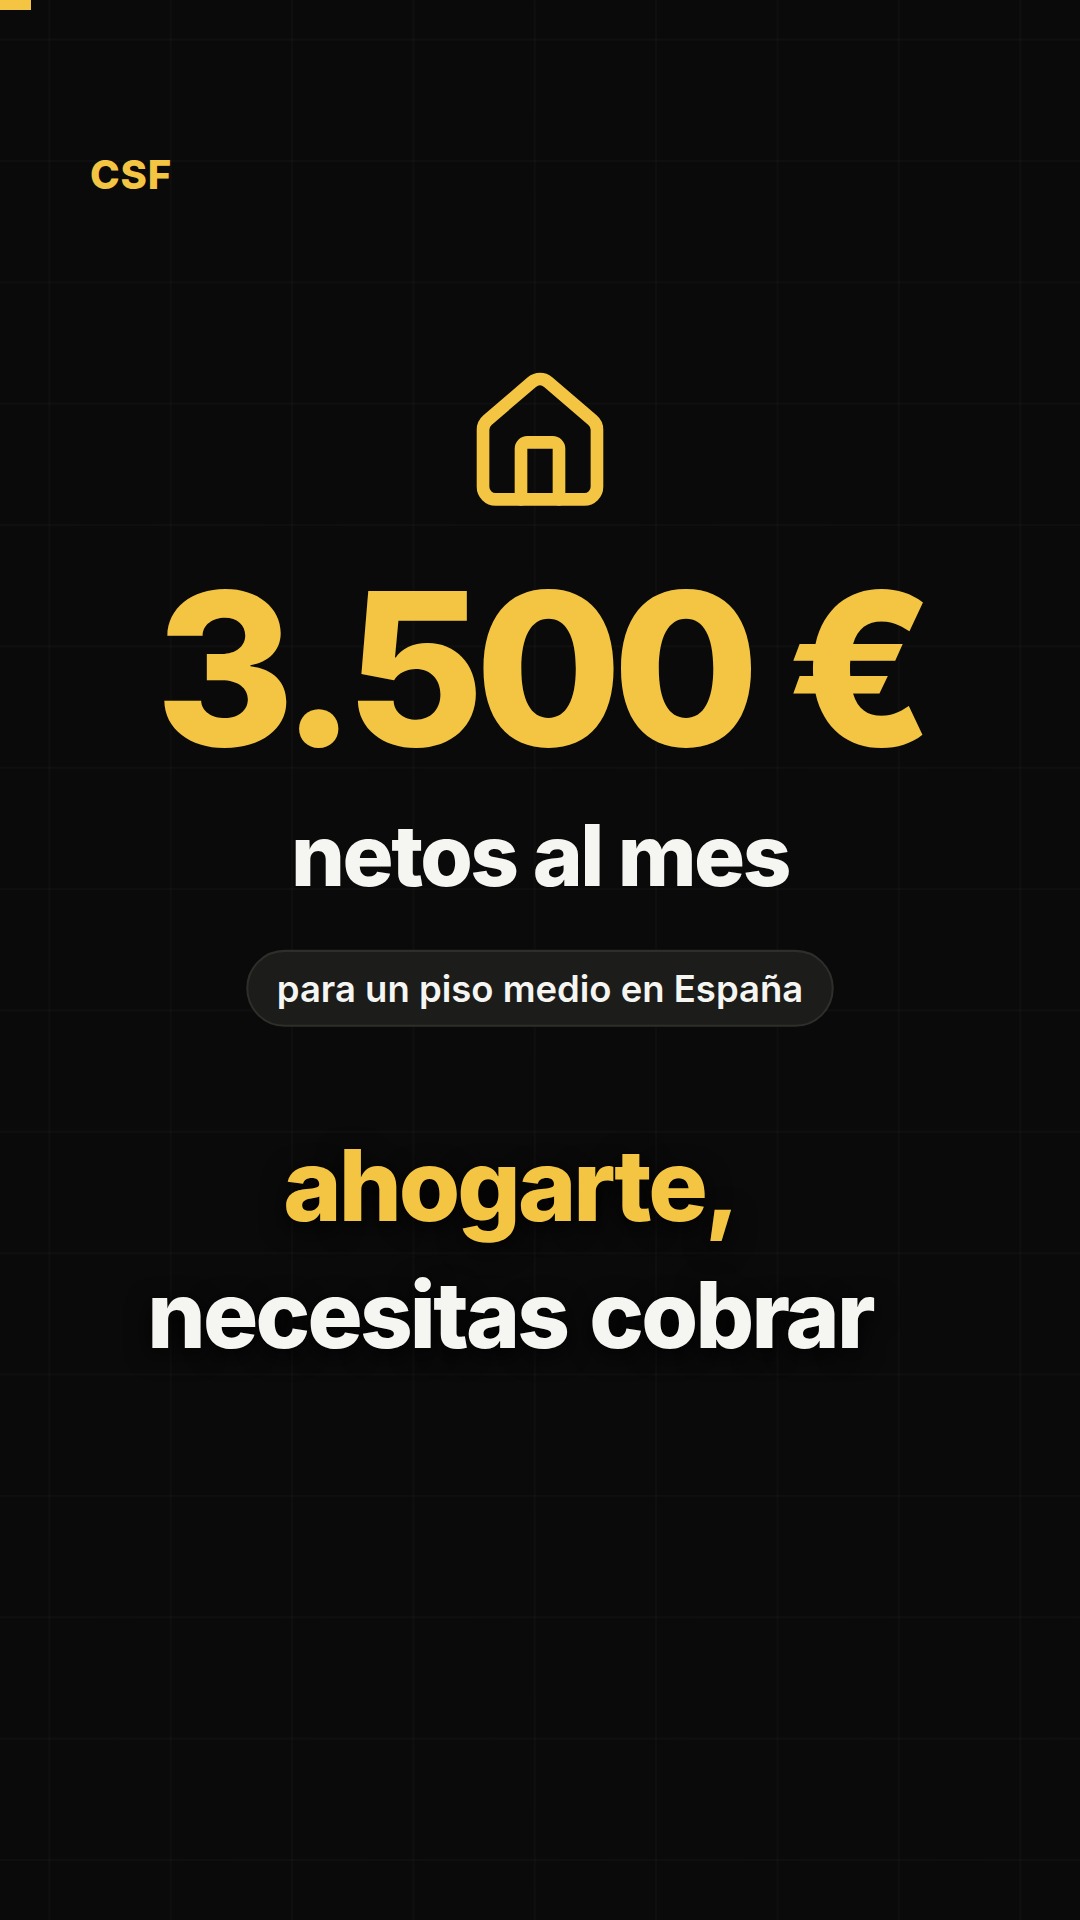 CSF
3.500 €
netos al mes
para un piso medio en España
ahogarte,
necesitas cobrar